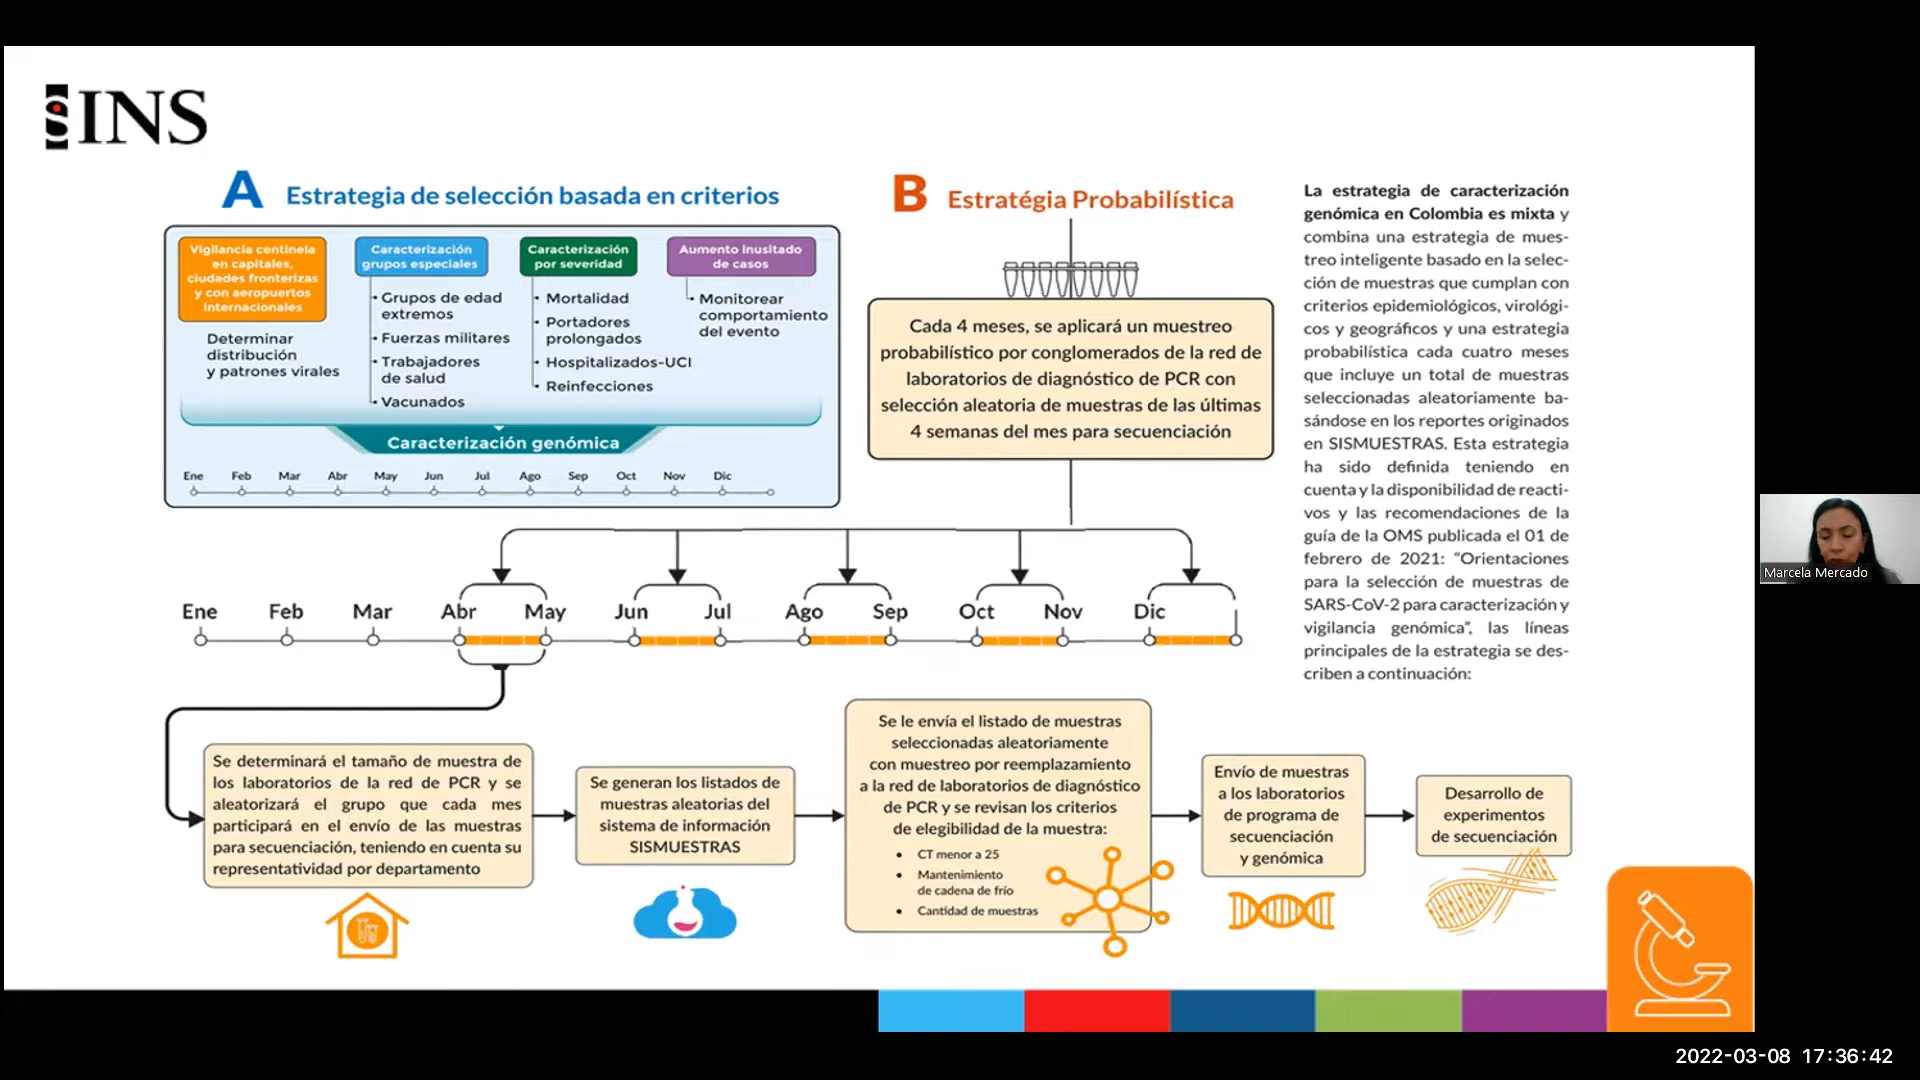 INS
A Estrategia de selección basada en criterios
Vigilancia centinela
en capitales,
ciudades fronterizas
y con aeropuertos
internacionales
Determinar
distribución
y patrones virales
Caracterización
grupos especiales
• Grupos de edad
extremos
• Fuerzas militares
• Trabajadores
de salud
• Vacunados
Caracterización
por severidad
• Mortalidad
• Portadores
prolongados
• Hospitalizados-UCI
• Reinfecciones
Aumento inusitado
de casos
• Monitorear
comportamiento
del evento
Caracterización genómica
Ene Feb Mar Abr May Jun Jul Ago Sep Oct Nov Dic
B Estratégia Probabilística
Cada 4 meses, se aplicará un muestreo
probabilístico por conglomerados de la red de
laboratorios de diagnóstico de PCR con
selección aleatoria de muestras de las últimas
4 semanas del mes para secuenciación
La estrategia de caracterización
genómica en Colombia es mixta y
combina una estrategia de mues-
treo inteligente basado en la selec-
ción de muestras que cumplan con
criterios epidemiológicos, virológi-
cos y geográficos y una estrategia
probabilística cada cuatro meses
que incluye un total de muestras
seleccionadas aleatoriamente ba-
sándose en los reportes originados
en SISMUESTRAS. Esta estrategia
ha sido definida teniendo en
cuenta y la disponibilidad de reacti-
vos y las recomendaciones de la
guía de la OMS publicada el 01 de
febrero de 2021: "Orientaciones
para la selección de muestras de
SARS-CoV-2 para caracterización y
vigilancia genómica", las líneas
principales de la estrategia se des-
criben a continuación:
Ene Feb Mar Abr May Jun Jul Ago Sep Oct Nov Dic
Se determinará el tamaño de muestra de
los laboratorios de la red de PCR y se
aleatorizará el grupo que cada mes
participará en el envío de las muestras
para secuenciación, teniendo en cuenta su
representatividad por departamento
Se generan los listados de
muestras aleatorias del
sistema de información
SISMUESTRAS
Se le envía el listado de muestras
seleccionadas aleatoriamente
con muestreo por reemplazamiento
a la red de laboratorios de diagnóstico
de PCR y se revisan los criterios
de elegibilidad de la muestra:
• CT menor a 25
• Mantenimiento
de cadena de frío
• Cantidad de muestras
Envío de muestras
a los laboratorios
de programa de
secuenciación
y genómica
Desarrollo de
experimentos
de secuenciación
Marcela Mercado
2022-03-08 17:36:42